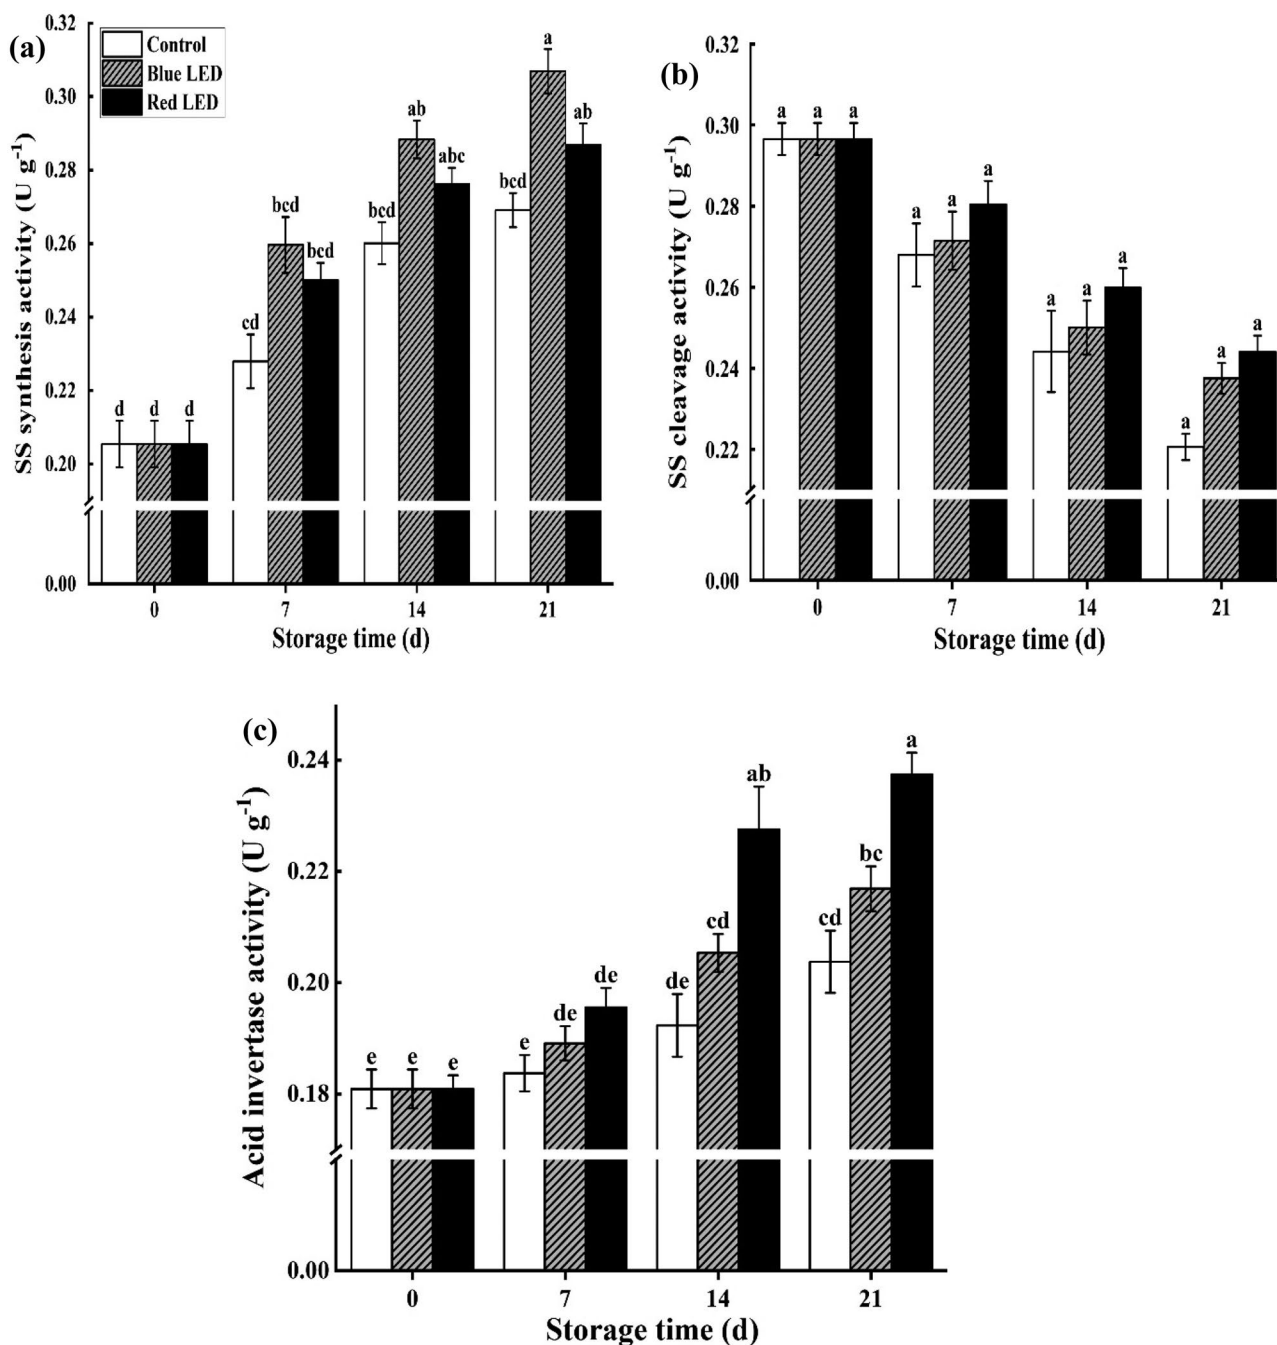 (a)
Control
Blue LED
Red LED
SS synthesis activity (U g⁻¹)
0.32
0.30
0.28
0.26
0.24
0.22
0.20
0.00
d d d
cd bcd bcd
bcd ab abc
bcd a ab
0 7 14 21
Storage time (d)
(b)
SS cleavage activity (U g⁻¹)
0.32
0.30
0.28
0.26
0.24
0.22
0.00
a a a
a a a
a a a
a a a
0 7 14 21
Storage time (d)
(c)
Acid invertase activity (U g⁻¹)
0.24
0.22
0.20
0.18
0.00
e e e
e de de
de cd ab
cd bc a
0 7 14 21
Storage time (d)